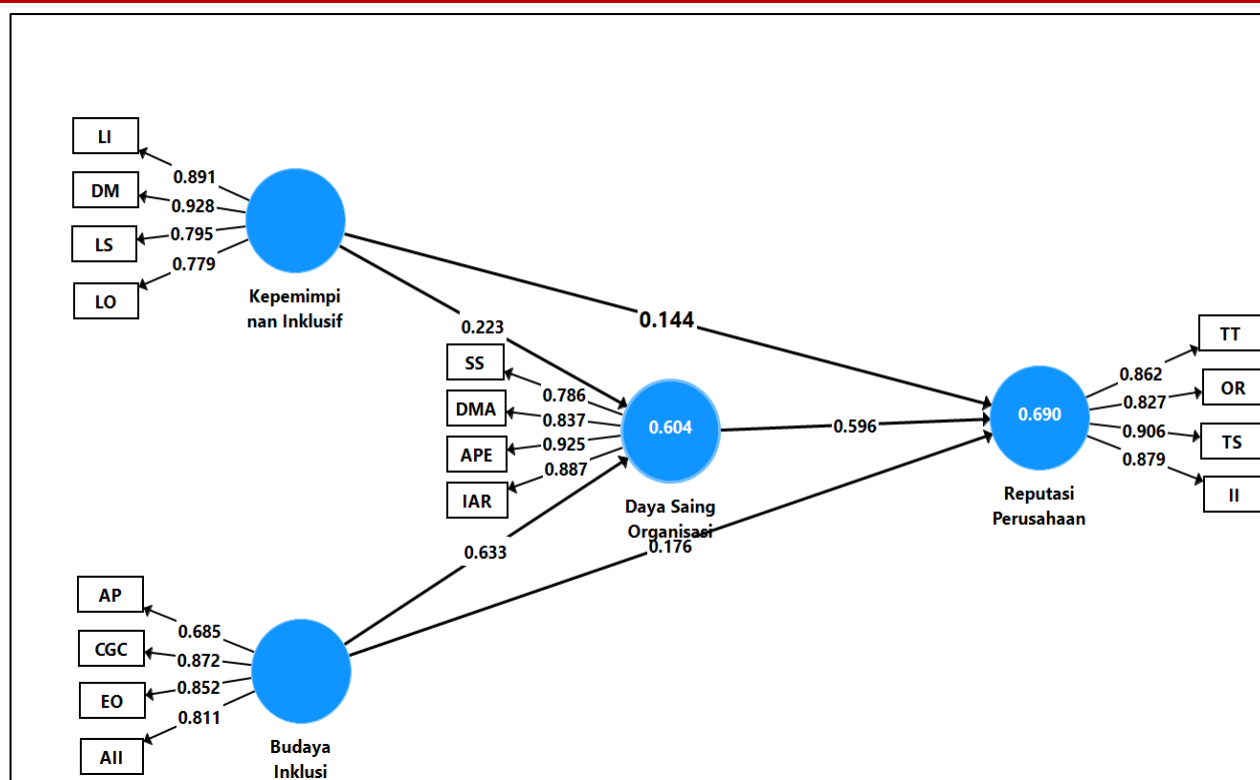 LI
0.891
DM
0.928
LS
0.795
LO
0.779
Kepemimpi
nan Inklusif
0.223
0.144
SS
0.786
DMA
0.837
APE
0.925
IAR
0.887
0.604
Daya Saing
Organisasi
0.596
0.690
Reputasi
Perusahaan
TT
0.862
OR
0.827
TS
0.906
II
0.879
0.633
0.176
AP
0.685
CGC
0.872
EO
0.852
AII
0.811
Budaya
Inklusi